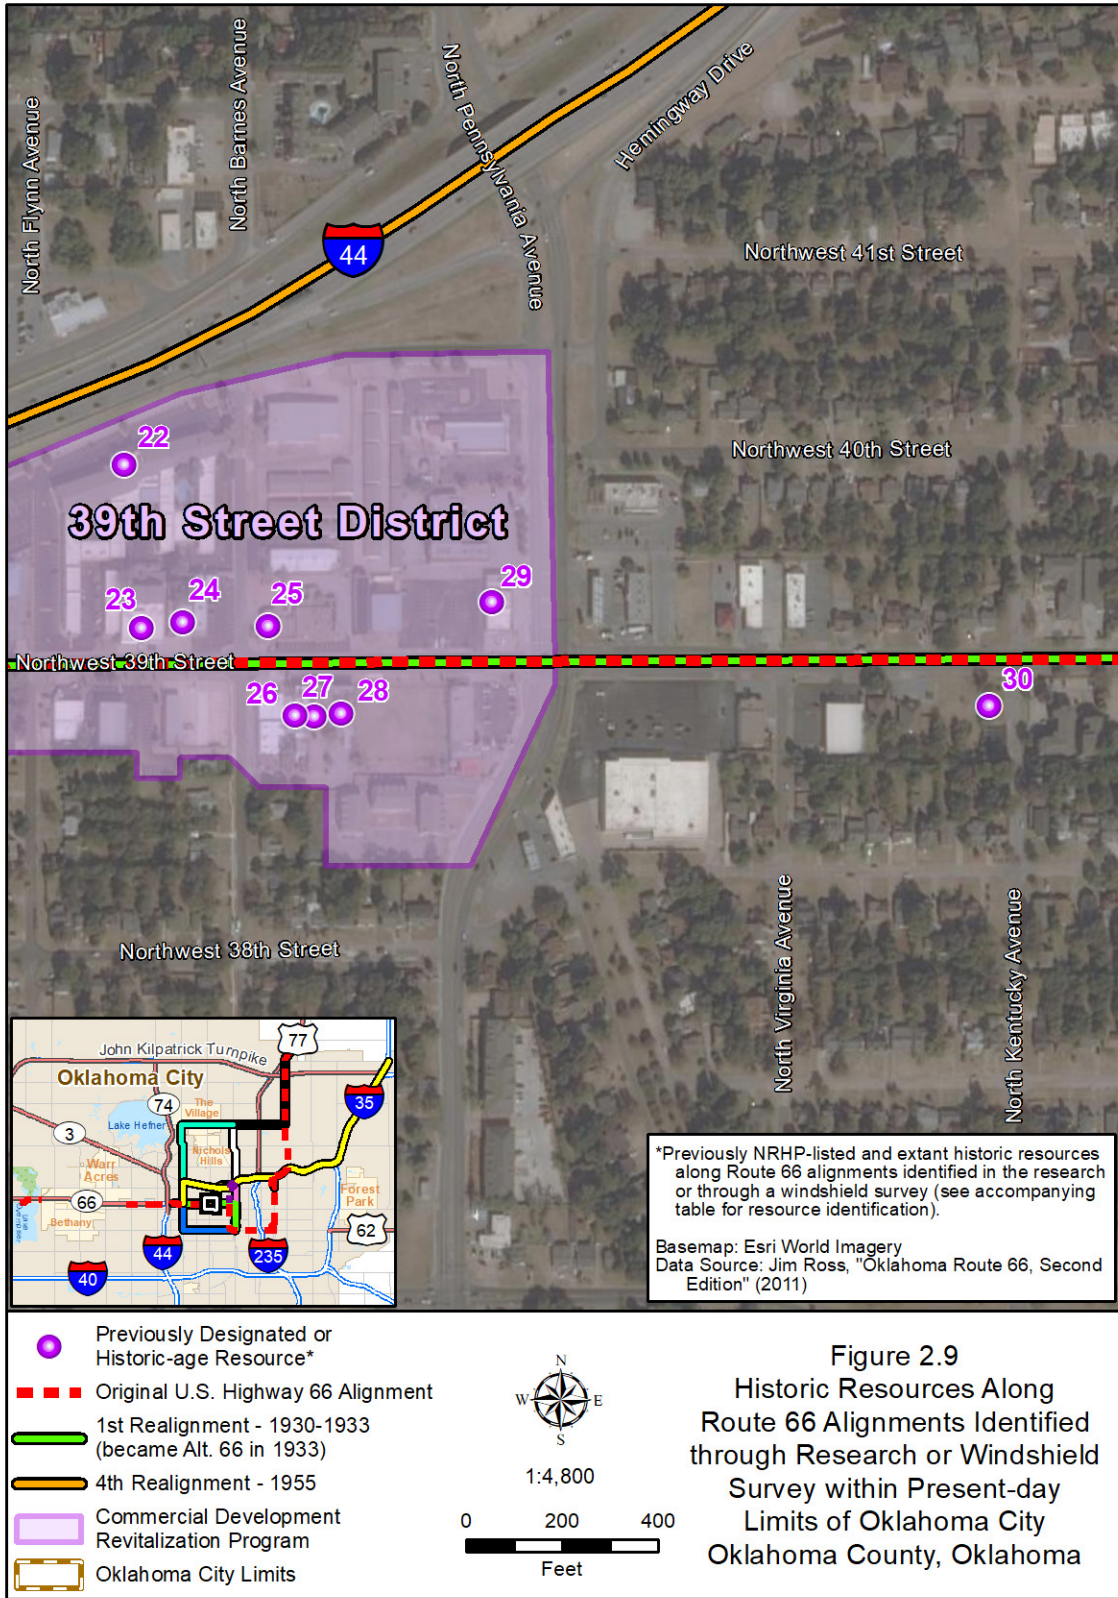 North Flynn Avenue
North Barnes Avenue
North Pennsylvania Avenue
Hemingway Drive
44
Northwest 41st Street
22
Northwest 40th Street
39th Street District
23
24
25
29
Northwest 39th Street
26
27
28
30
Northwest 38th Street
North Virginia Avenue
North Kentucky Avenue
77
John Kilpatrick Turnpike
Oklahoma City
74
The
Village
35
Lake Hefner
3
Nichols
Hills
Warr
Acres
66
Bethany
Forest
Park
62
44
235
40
*Previously NRHP-listed and extant historic resources
along Route 66 alignments identified in the research
or through a windshield survey (see accompanying
table for resource identification).
Basemap: Esri World Imagery
Data Source: Jim Ross, "Oklahoma Route 66, Second
Edition" (2011)
Previously Designated or
Historic-age Resource*
Original U.S. Highway 66 Alignment
1st Realignment - 1930-1933
(became Alt. 66 in 1933)
4th Realignment - 1955
Commercial Development
Revitalization Program
Oklahoma City Limits
N
W E
S
1:4,800
0 200 400
Feet
Figure 2.9
Historic Resources Along
Route 66 Alignments Identified
through Research or Windshield
Survey within Present-day
Limits of Oklahoma City
Oklahoma County, Oklahoma